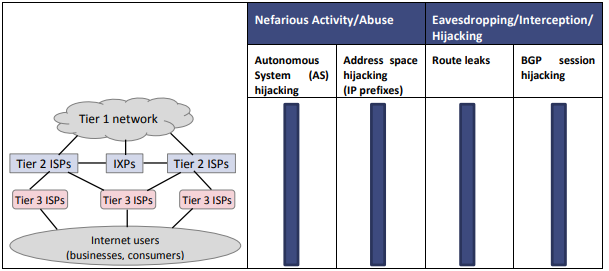 Nefarious Activity/Abuse
Eavesdropping/Interception/
Hijacking
Autonomous
System (AS)
hijacking
Address space
hijacking
(IP prefixes)
Route leaks
BGP session
hijacking
Tier 1 network
Tier 2 ISPs
IXPs
Tier 2 ISPs
Tier 3 ISPs
Tier 3 ISPs
Tier 3 ISPs
Internet users
(businesses, consumers)